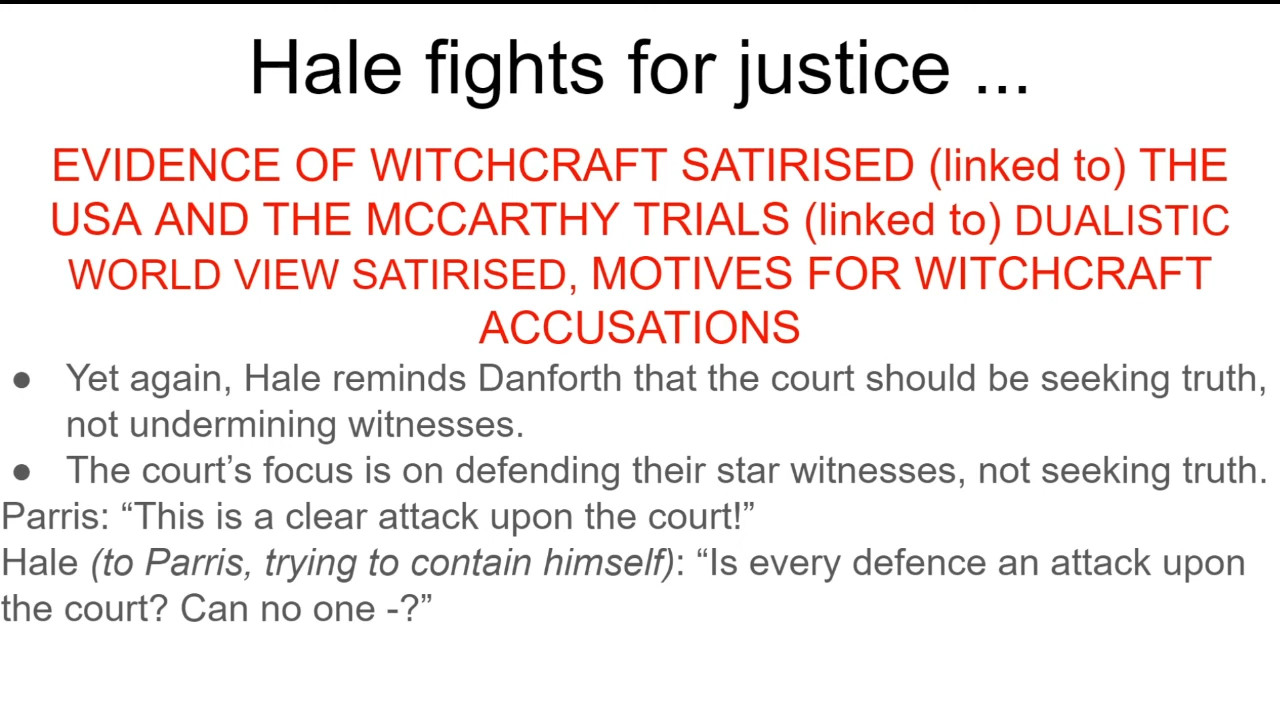 Hale fights for justice ...
EVIDENCE OF WITCHCRAFT SATIRISED (linked to) THE
USA AND THE MCCARTHY TRIALS (linked to) DUALISTIC
WORLD VIEW SATIRISED, MOTIVES FOR WITCHCRAFT
ACCUSATIONS
● Yet again, Hale reminds Danforth that the court should be seeking truth,
not undermining witnesses.
● The court’s focus is on defending their star witnesses, not seeking truth.
Parris: “This is a clear attack upon the court!”
Hale (to Parris, trying to contain himself): “Is every defence an attack upon
the court? Can no one -?”